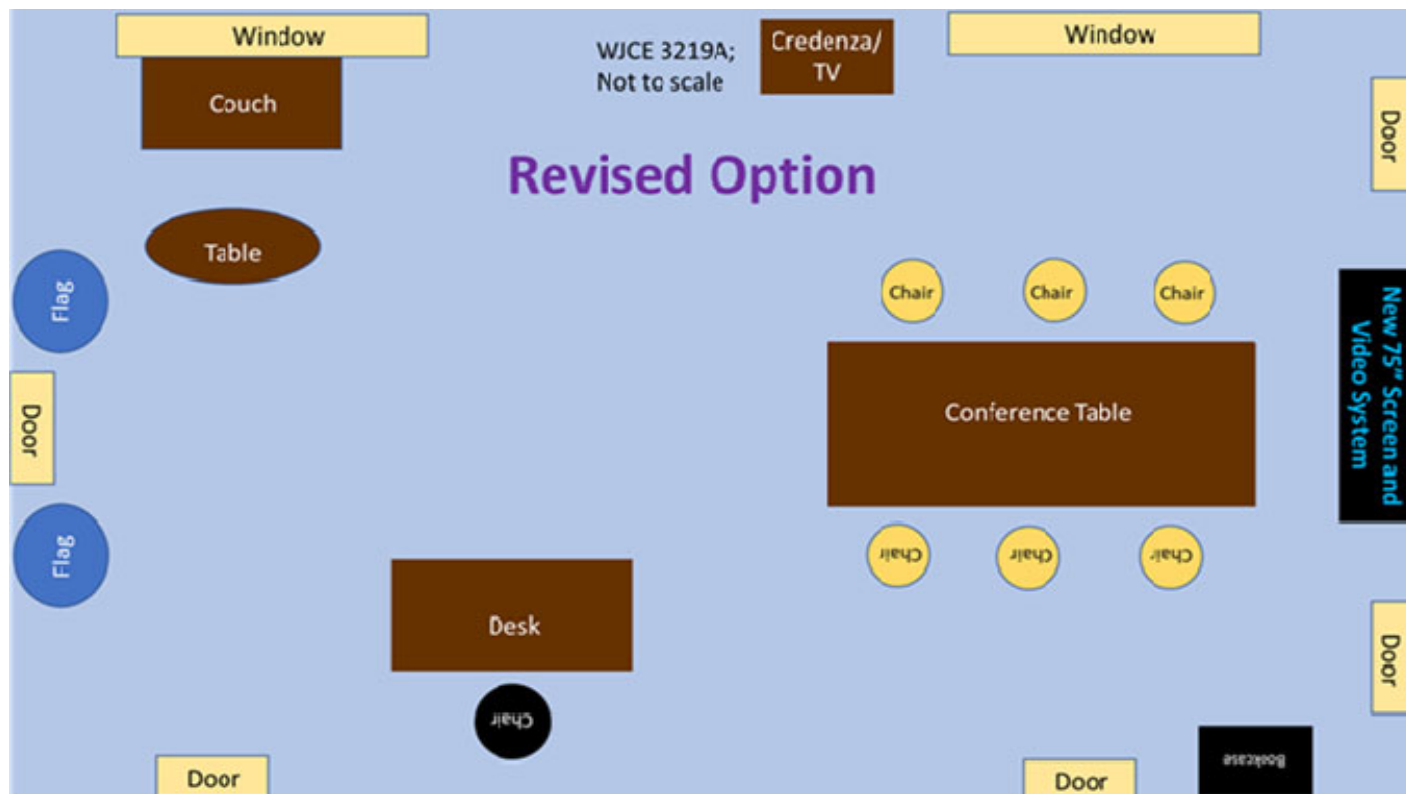 Window
WJCE 3219A;
Not to scale
Credenza/
TV
Window
Couch
Door
Revised Option
Table
Flag
Chair
Chair
Chair
New 75" Screen and
Video System
Door
Conference Table
Flag
Chair
Chair
Chair
Desk
Door
Chair
Bookcase
Door
Door